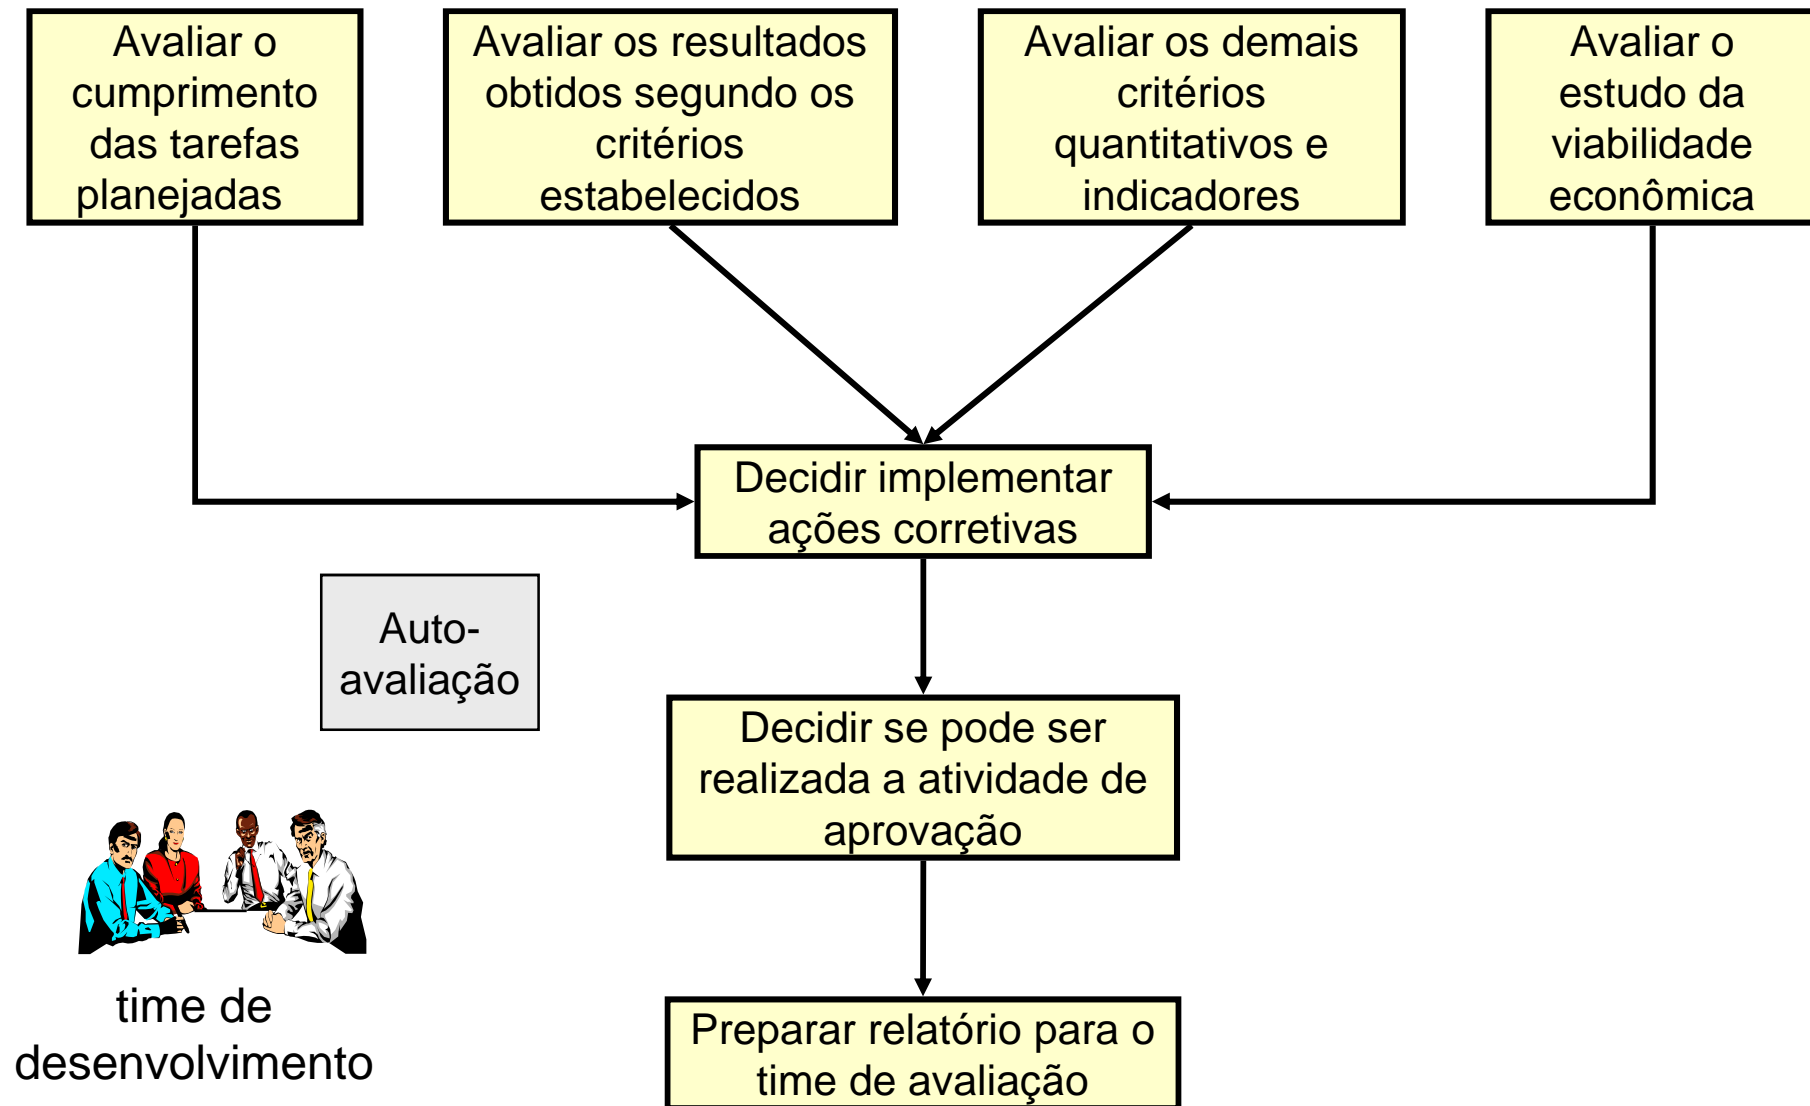 Avaliar o
cumprimento
das tarefas
planejadas
Avaliar os resultados
obtidos segundo os
critérios
estabelecidos
Avaliar os demais
critérios
quantitativos e
indicadores
Avaliar o
estudo da
viabilidade
econômica
Decidir implementar
ações corretivas
Auto-
avaliação
Decidir se pode ser
realizada a atividade de
aprovação
time de
desenvolvimento
Preparar relatório para o
time de avaliação